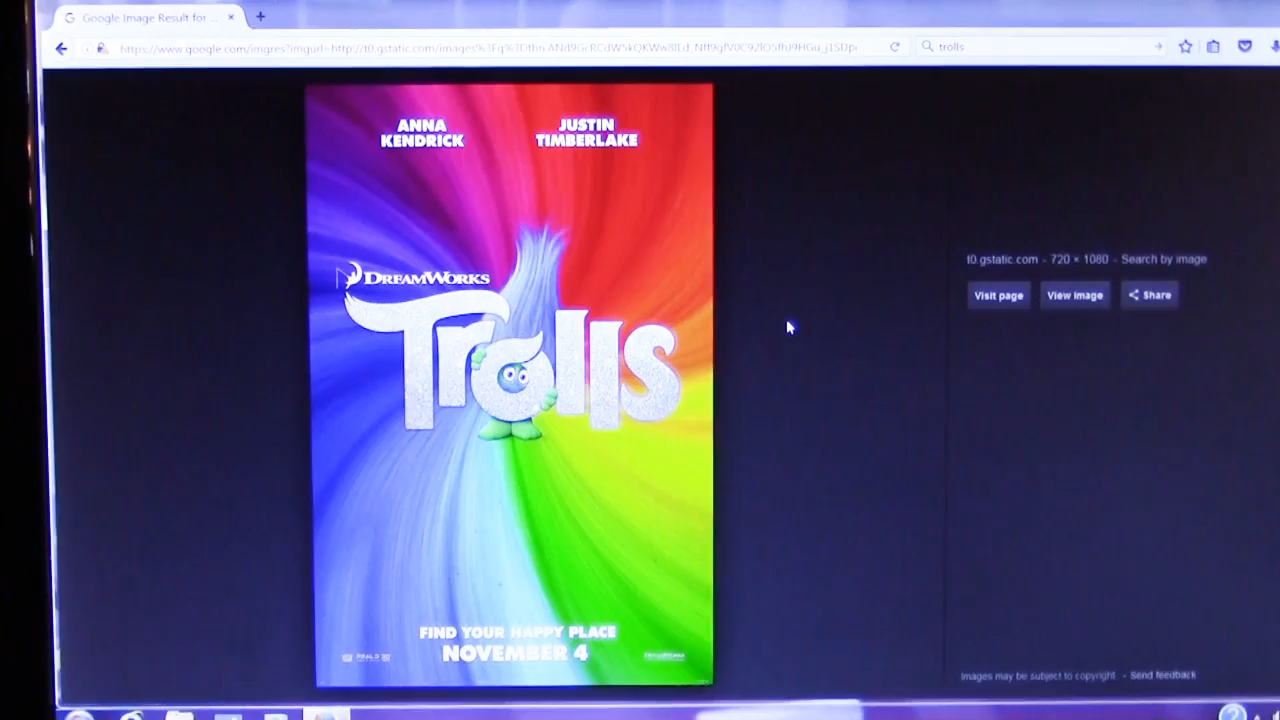 Google Image Result for ...
trolls
ANNA
KENDRICK
JUSTIN
TIMBERLAKE
DREAMWORKS
Trolls
t0.gstatic.com - 720 × 1080 - Search by image
Visit page
View image
Share
FIND YOUR HAPPY PLACE
NOVEMBER 4
REALD 3D
Images may be subject to copyright. - Send feedback